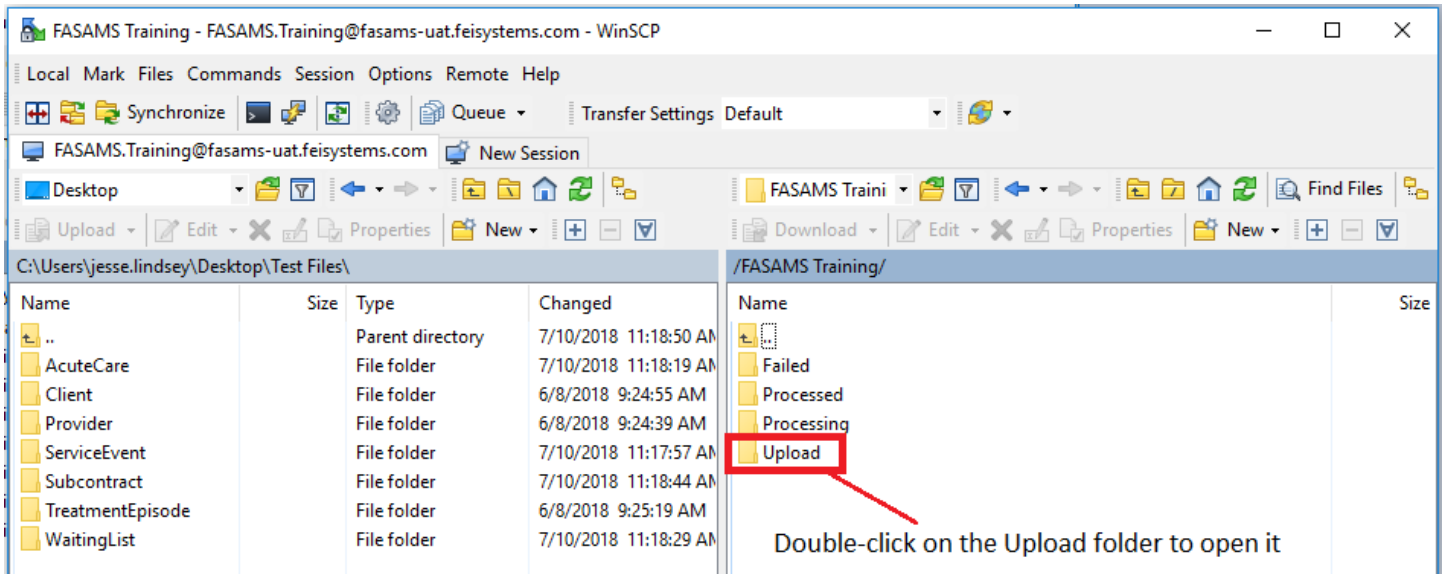 FASAMS Training - FASAMS.Training@fasams-uat.feisystems.com - WinSCP
Local Mark Files Commands Session Options Remote Help
Synchronize Queue Transfer Settings Default
FASAMS.Training@fasams-uat.feisystems.com New Session
Desktop FASAMS Traini Find Files
Upload Edit Properties New Download Edit Properties New
C:\Users\jesse.lindsey\Desktop\Test Files\ /FASAMS Training/
Name Size Type Changed Name Size
.. Parent directory 7/10/2018 11:18:50 AM ..
AcuteCare File folder 7/10/2018 11:18:19 AM Failed
Client File folder 6/8/2018 9:24:55 AM Processed
Provider File folder 6/8/2018 9:24:39 AM Processing
ServiceEvent File folder 7/10/2018 11:17:57 AM Upload
Subcontract File folder 7/10/2018 11:18:44 AM
TreatmentEpisode File folder 6/8/2018 9:25:19 AM
WaitingList File folder 7/10/2018 11:18:29 AM
Double-click on the Upload folder to open it